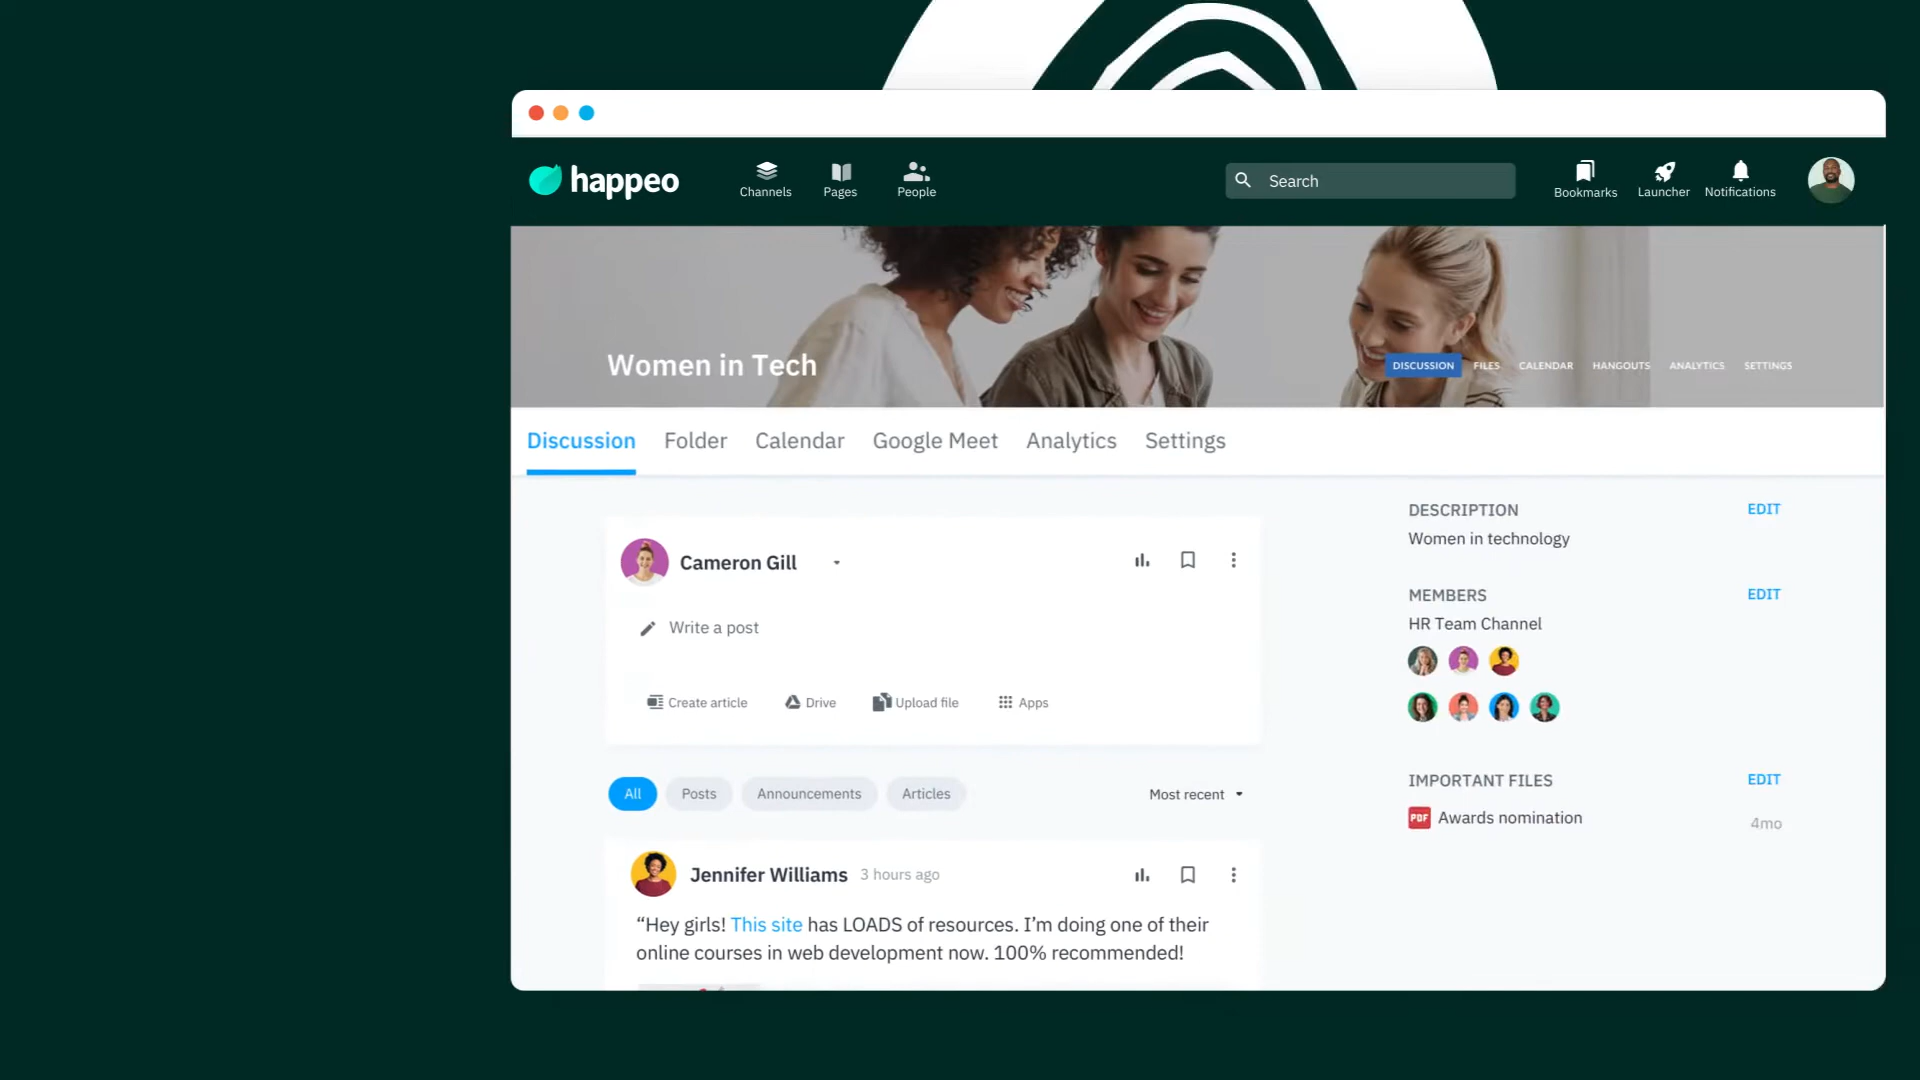 happeo
Channels
Pages
People
Search
Bookmarks
Launcher
Notifications
Women in Tech
DISCUSSION
FILES
CALENDAR
HANGOUTS
ANALYTICS
SETTINGS
Discussion
Folder
Calendar
Google Meet
Analytics
Settings
Cameron Gill
Write a post
Create article
Drive
Upload file
Apps
All
Posts
Announcements
Articles
Most recent
Jennifer Williams 3 hours ago
“Hey girls! This site has LOADS of resources. I’m doing one of their
online courses in web development now. 100% recommended!
DESCRIPTION
EDIT
Women in technology
MEMBERS
EDIT
HR Team Channel
IMPORTANT FILES
EDIT
PDF Awards nomination
4mo